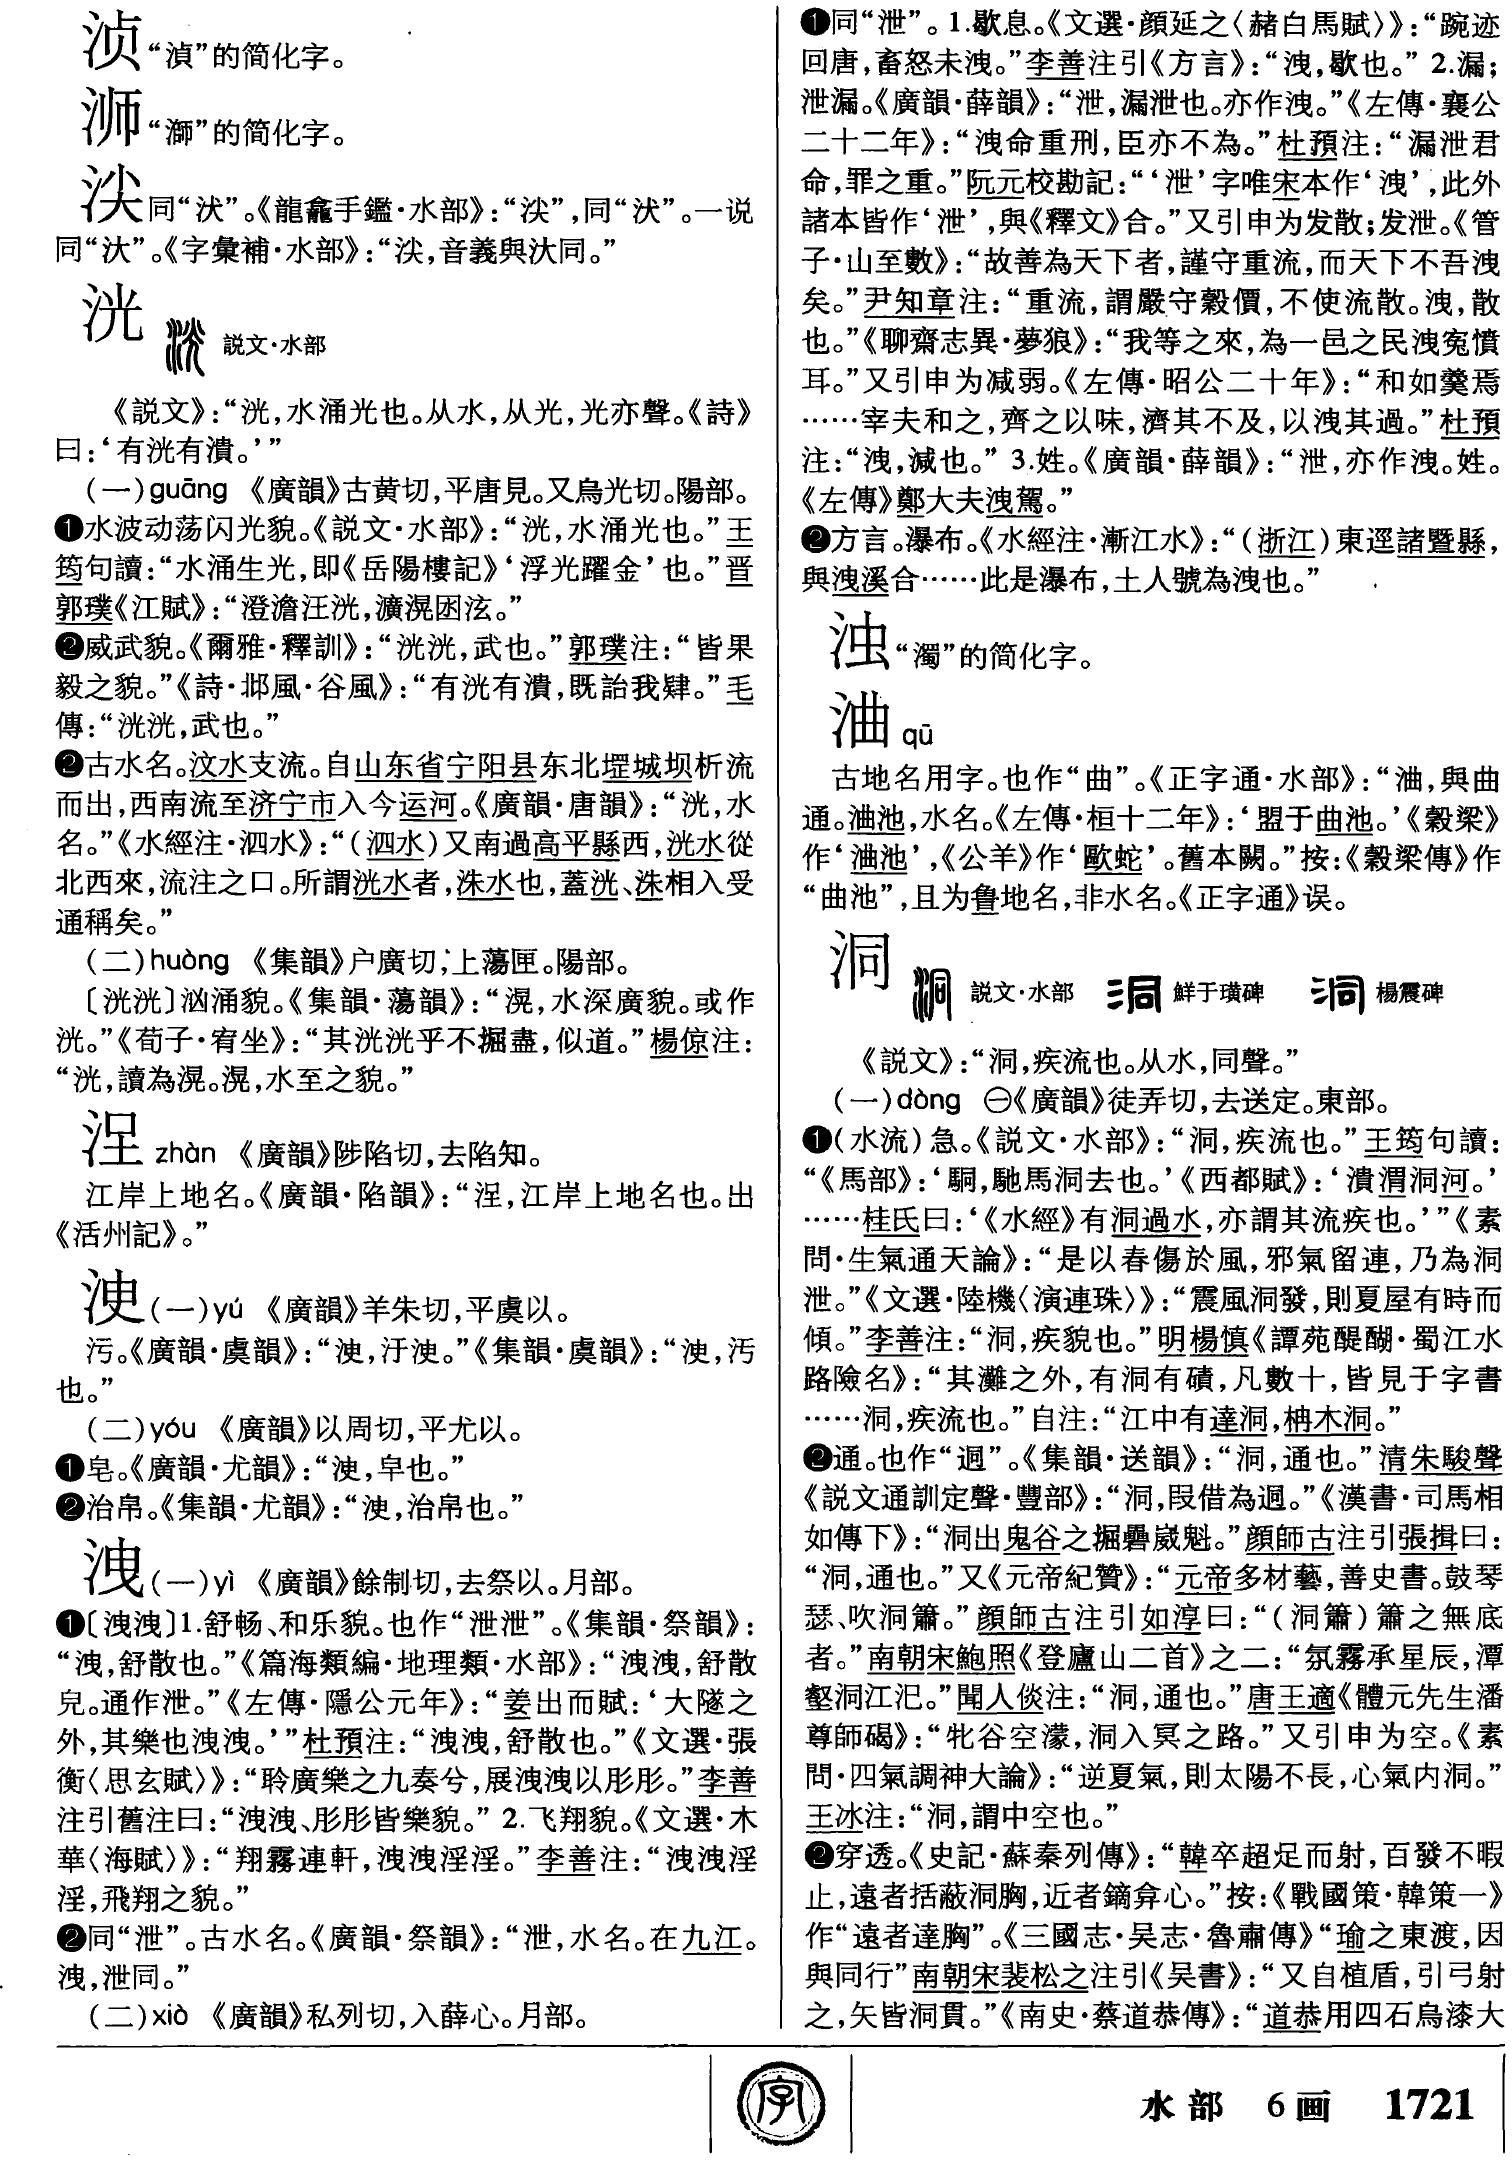 浈“湞”的简化字。
浉“溮”的简化字。
同“汱”。《龍龕手鑑·水部》：“”，同“汱”。一说
同“汏”。《字彙補·水部》：“，音義與汏同。”
洸 説文·水部
《説文》：“洸，水涌光也。从水，从光，光亦聲。《詩》
曰：‘有洸有潰。’”
（一）guāng 《廣韻》古黄切，平唐見。又烏光切。陽部。
❶水波动荡闪光貌。《説文·水部》：“洸，水涌光也。”王
筠句讀：“水涌生光，即《岳陽樓記》‘浮光躍金’也。”晋
郭璞《江賦》：“澄澹汪洸，瀇滉囦泫。”
❷威武貌。《爾雅·釋訓》：“洸洸，武也。”郭璞注：“皆果
毅之貌。”《詩·邶風·谷風》：“有洸有潰，既詒我肄。”毛
傳：“洸洸，武也。”
❷古水名。汶水支流。自山东省宁阳县东北堽城坝析流
而出，西南流至济宁市入今运河。《廣韻·唐韻》：“洸，水
名。”《水經注·泗水》：“（泗水）又南過高平縣西，洸水從
北西來，流注之口。所謂洸水者，洙水也，蓋洸、洙相入受
通稱矣。”
（二）huàng 《集韻》户廣切，上蕩匣。陽部。
〔洸洸〕汹涌貌。《集韻·蕩韻》：“滉，水深廣貌。或作
洸。”《荀子·宥坐》：“其洸洸乎不淈盡，似道。”楊倞注：
“洸，讀為滉。滉，水至之貌。”
浧 zhàn 《廣韻》陟陷切，去陷知。
江岸上地名。《廣韻·陷韻》：“浧，江岸上地名也。出
《活州記》。”
㳛（一）yú 《廣韻》羊朱切，平虞以。
污。《廣韻·虞韻》：“㳛，汙㳛。”《集韻·虞韻》：“㳛，汚
也。”
（二）yóu 《廣韻》以周切，平尤以。
❶皂。《廣韻·尤韻》：“㳛，皁也。”
❷治帛。《集韻·尤韻》：“㳛，治帛也。”
洩（一）yì 《廣韻》餘制切，去祭以。月部。
❶〔洩洩〕1.舒畅、和乐貌。也作“泄泄”。《集韻·祭韻》：
“洩，舒散也。”《篇海類編·地理類·水部》：“洩洩，舒散
皃。通作泄。”《左傳·隱公元年》：“姜出而賦：‘大隧之
外，其樂也洩洩。’”杜預注：“洩洩，舒散也。”《文選·張
衡〈思玄賦〉》：“聆廣樂之九奏兮，展洩洩以肜肜。”李善
注引舊注曰：“洩洩、肜肜皆樂貌。” 2.飞翔貌。《文選·木
華〈海賦〉》：“翔霧連軒，洩洩淫淫。”李善注：“洩洩淫
淫，飛翔之貌。”
❷同“泄”。古水名。《廣韻·祭韻》：“泄，水名。在九江。
洩，泄同。”
（二）xiè 《廣韻》私列切，入薛心。月部。
❶同“泄”。1.歇息。《文選·顔延之〈赭白馬賦〉》：“踠迹
回唐，畜怒未洩。”李善注引《方言》：“洩，歇也。” 2.漏；
泄漏。《廣韻·薛韻》：“泄，漏泄也。亦作洩。”《左傳·襄公
二十二年》：“洩命重刑，臣亦不為。”杜預注：“漏泄君
命，罪之重。”阮元校勘記：“‘泄’字唯宋本作‘洩’，此外
諸本皆作‘泄’，與《釋文》合。”又引申为发散；发泄。《管
子·山至數》：“故善為天下者，謹守重流，而天下不吾洩
矣。”尹知章注：“重流，謂嚴守穀價，不使流散。洩，散
也。”《聊齋志異·夢狼》：“我等之來，為一邑之民洩冤憤
耳。”又引申为减弱。《左傳·昭公二十年》：“和如羹焉
……宰夫和之，齊之以味，濟其不及，以洩其過。”杜預
注：“洩，減也。” 3.姓。《廣韻·薛韻》：“泄，亦作洩。姓。
《左傳》鄭大夫洩駕。”
❷方言。瀑布。《水經注·漸江水》：“（浙江）東逕諸暨縣，
與洩溪合……此是瀑布，土人號為洩也。”
浊“濁”的简化字。
浀 qū
古地名用字。也作“曲”。《正字通·水部》：“浀，與曲
通。浀池，水名。《左傳·桓十二年》：‘盟于曲池。’《穀梁》
作‘浀池’，《公羊》作‘歐蛇’。舊本闕。”按：《穀梁傳》作
“曲池”，且为鲁地名，非水名。《正字通》误。
洞 説文·水部 鮮于璜碑 楊震碑
《説文》：“洞，疾流也。从水，同聲。”
（一）dòng ㊀《廣韻》徒弄切，去送定。東部。
❶（水流）急。《説文·水部》：“洞，疾流也。”王筠句讀：
“《馬部》：‘駧，馳馬洞去也。’《西都賦》：‘潰渭洞河。’
……桂氏曰：‘《水經》有洞過水，亦謂其流疾也。’”《素
問·生氣通天論》：“是以春傷於風，邪氣留連，乃為洞
泄。”《文選·陸機〈演連珠〉》：“震風洞發，則夏屋有時而
傾。”李善注：“洞，疾貌也。”明楊慎《譚苑醍醐·蜀江水
路險名》：“其灘之外，有洞有磧，凡數十，皆見于字書
……洞，疾流也。”自注：“江中有達洞，柟木洞。”
❷通。也作“迵”。《集韻·送韻》：“洞，通也。”清朱駿聲
《説文通訓定聲·豐部》：“洞，叚借為迵。”《漢書·司馬相
如傳下》：“洞出鬼谷之堀礨崴魁。”顔師古注引張揖曰：
“洞，通也。”又《元帝紀贊》：“元帝多材藝，善史書。鼓琴
瑟、吹洞簫。”顔師古注引如淳曰：“（洞簫）簫之無底
者。”南朝宋鮑照《登廬山二首》之二：“氛霧承星辰，潭
壑洞江汜。”聞人倓注：“洞，通也。”唐王適《體元先生潘
尊師碣》：“牝谷空濛，洞入冥之路。”又引申为空。《素
問·四氣調神大論》：“逆夏氣，則太陽不長，心氣内洞。”
王冰注：“洞，謂中空也。”
❷穿透。《史記·蘇秦列傳》：“韓卒超足而射，百發不暇
止，遠者括蔽洞胸，近者鏑弇心。”按：《戰國策·韓策一》
作“遠者達胸”。《三國志·吴志·魯肅傳》“瑜之東渡，因
與同行”南朝宋裴松之注引《吴書》：“又自植盾，引弓射
之，矢皆洞貫。”《南史·蔡道恭傳》：“道恭用四石烏漆大
字
水部 6画 1721